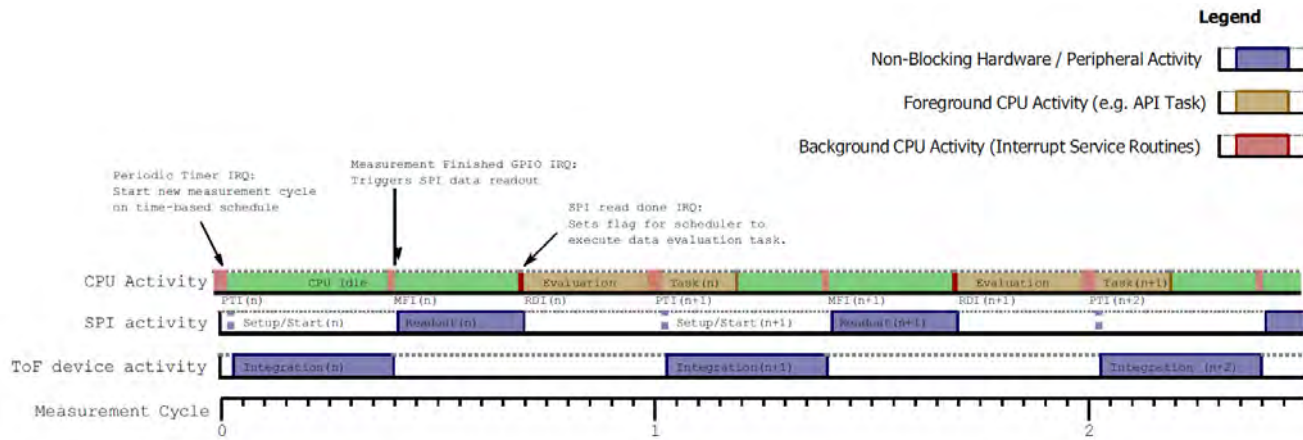 Legend
Non-Blocking Hardware / Peripheral Activity
Foreground CPU Activity (e.g. API Task)
Background CPU Activity (Interrupt Service Routines)
Measurement Finished GPIO IRQ:
Triggers SPI data readout
Periodic Timer IRQ:
Start new measurement cycle
on time-based schedule
SPI read done IRQ:
Sets flag for scheduler to
execute data evaluation task.
CPU Activity
CPU Idle
Evaluation
Task(n)
Evaluation
Task(n+1)
PTI(n)
MFI(n)
RDI(n)
PTI(n+1)
MFI(n+1)
RDI(n+1)
PTI(n+2)
SPI activity
Setup/Start(n)
Readout(n)
Setup/Start(n+1)
Readout(n+1)
ToF device activity
Integration(n)
Integration(n+1)
Integration (n+2)
Measurement Cycle
0
1
2